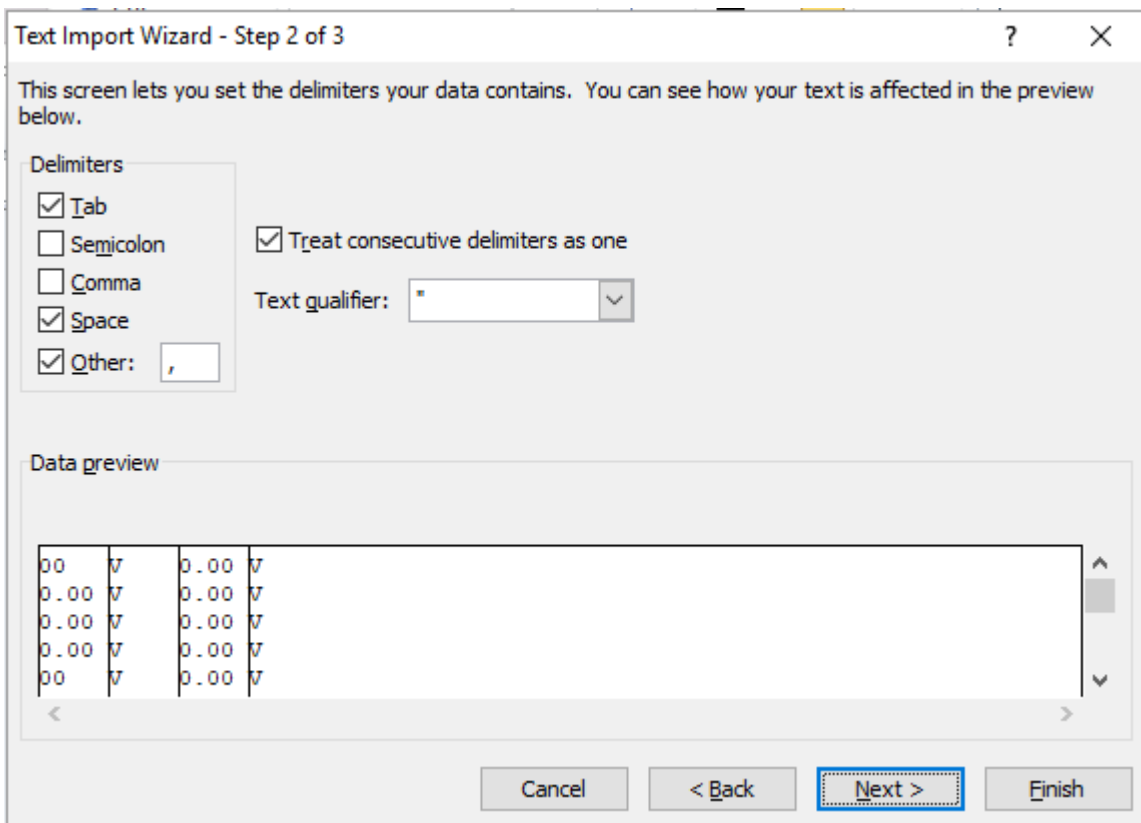 Text Import Wizard - Step 2 of 3
?
This screen lets you set the delimiters your data contains.  You can see how your text is affected in the preview
below.
Delimiters
Tab
Semicolon
Comma
Space
Other: ,
Treat consecutive delimiters as one
Text qualifier: "
Data preview
00 V 0.00 V
0.00 V 0.00 V
0.00 V 0.00 V
0.00 V 0.00 V
00 V 0.00 V
Cancel
< Back
Next >
Finish